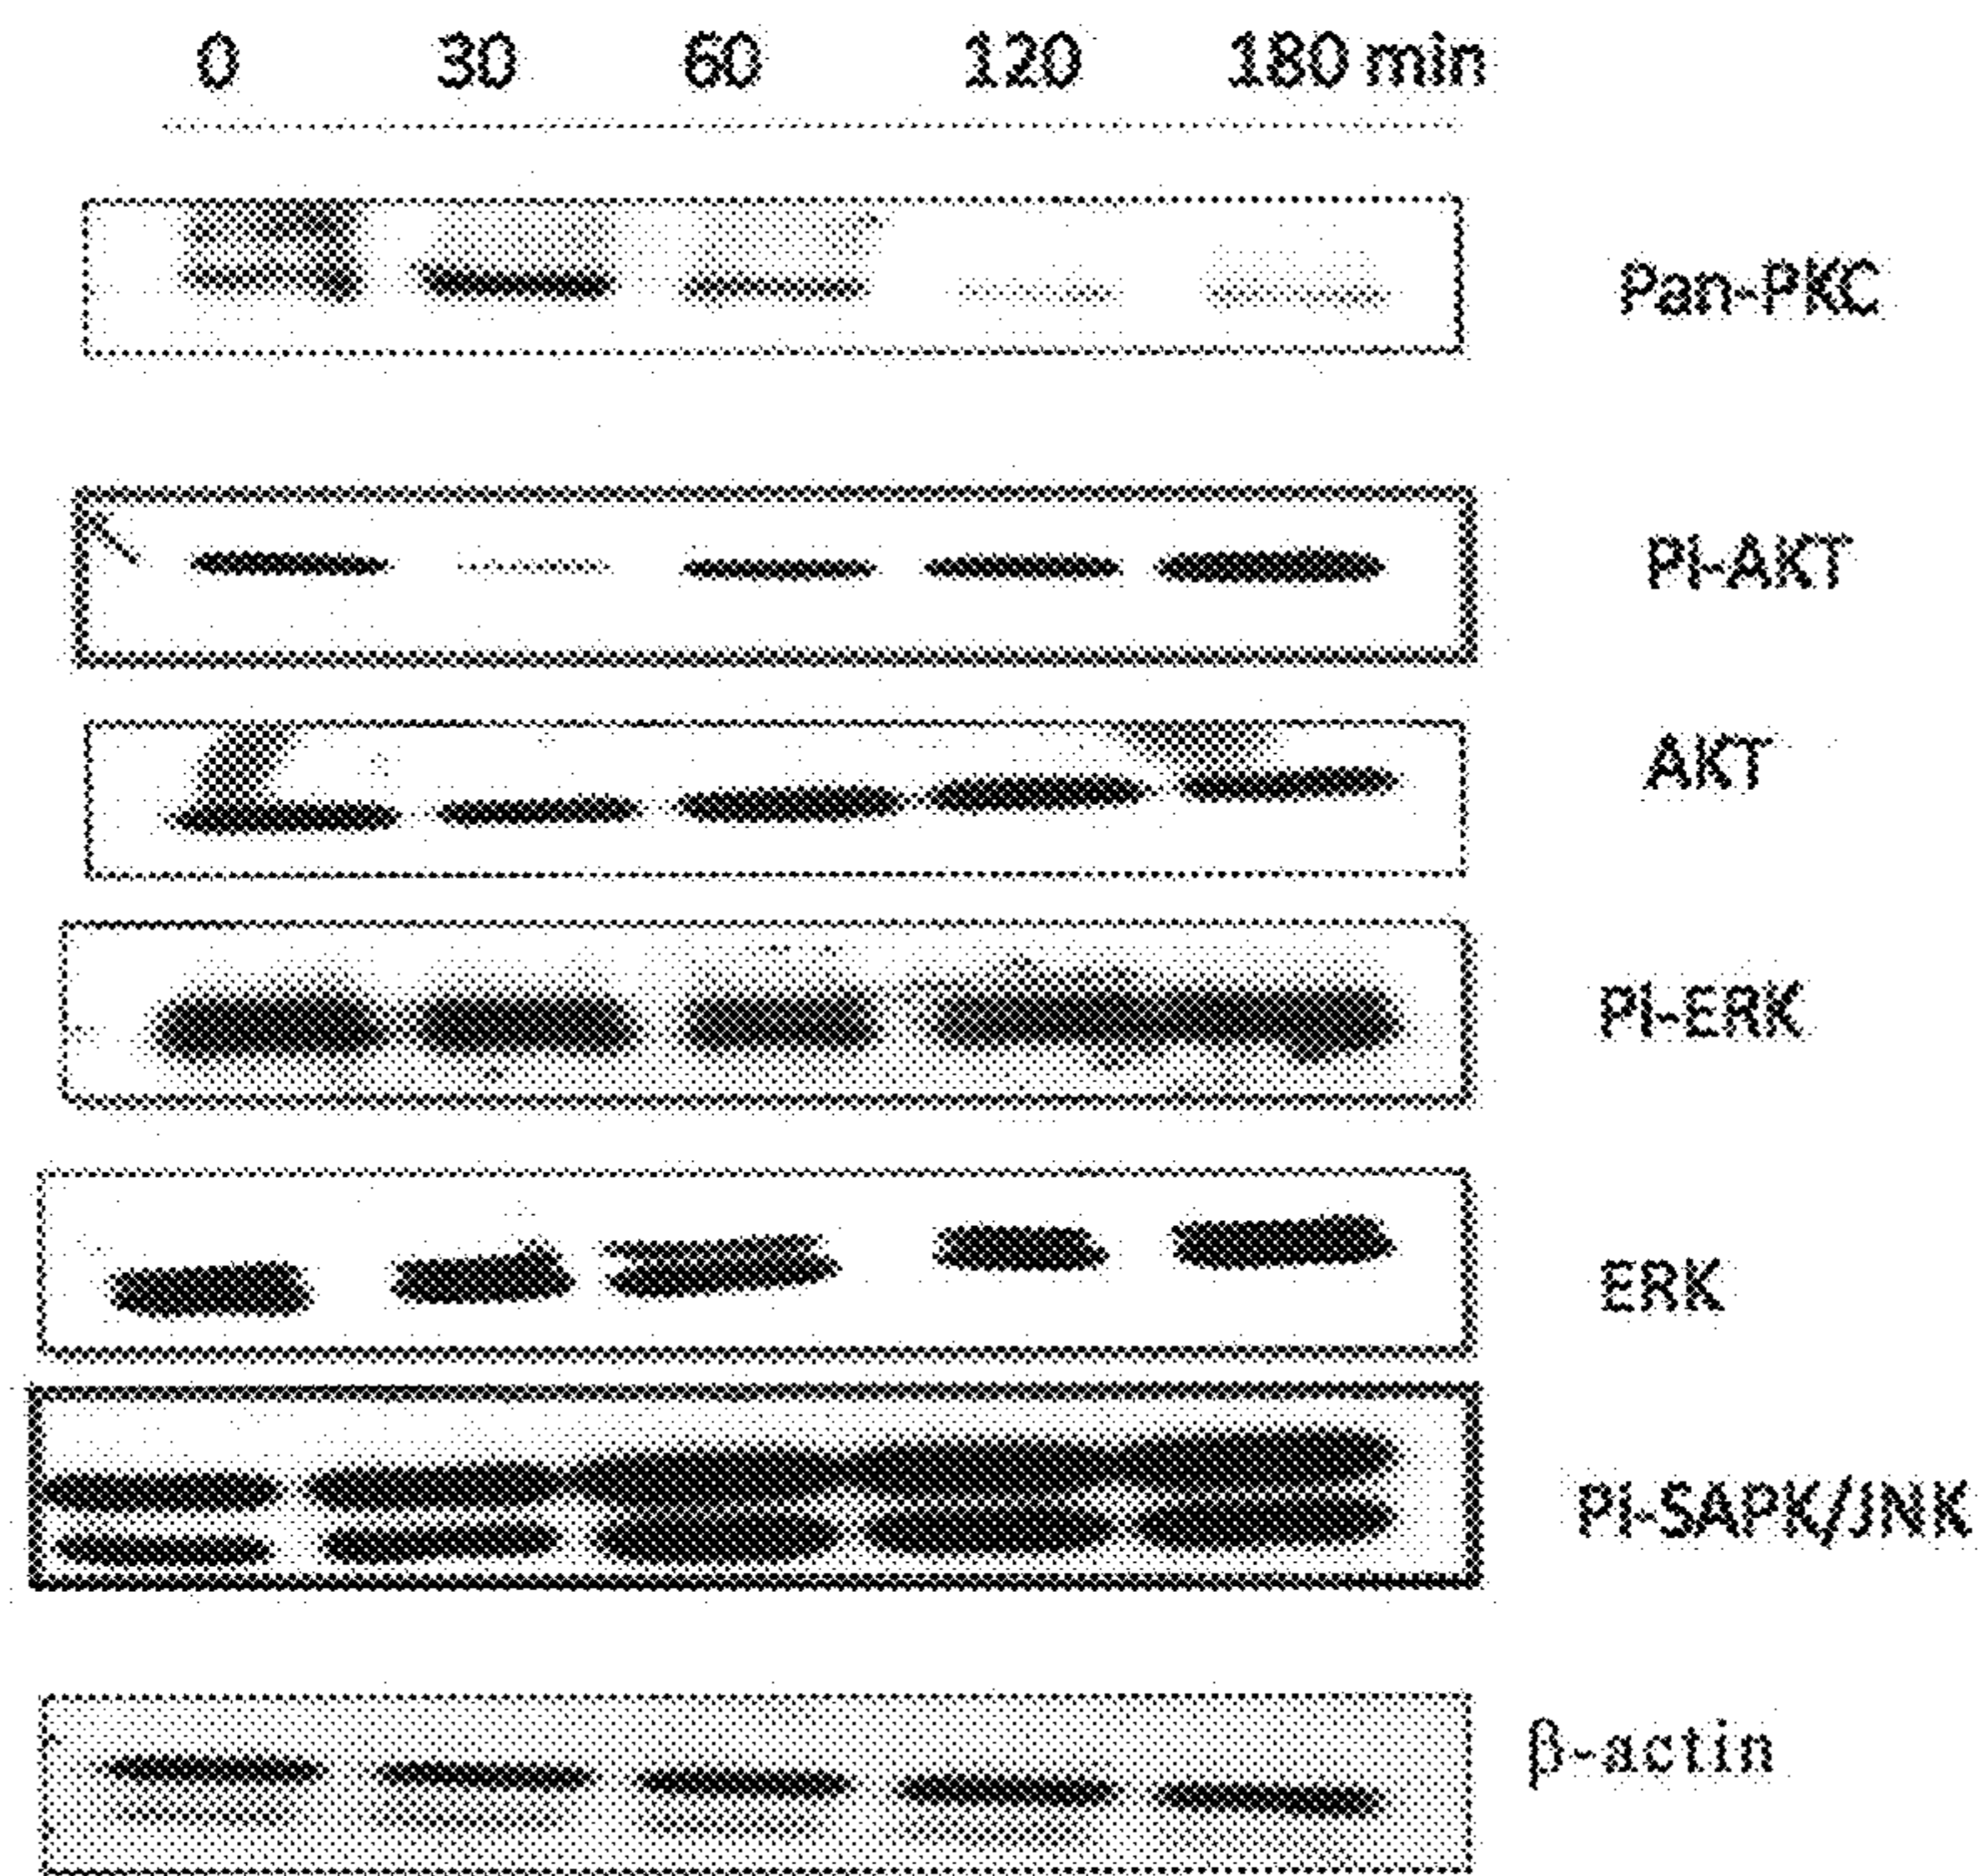 0 30 60 120 180 min
Pan-PKC
PI-AKT
AKT
PI-ERK
ERK
PI-SAPK/JNK
β-actin